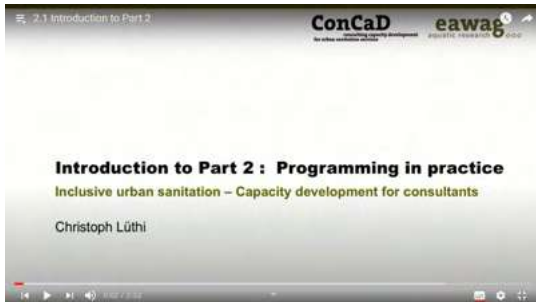 2.1 Introduction to Part 2
ConCaD
consulting capacity development
for urban sanitation services
eawag
aquatic research
Introduction to Part 2 : Programming in practice
Inclusive urban sanitation – Capacity development for consultants
Christoph Lüthi